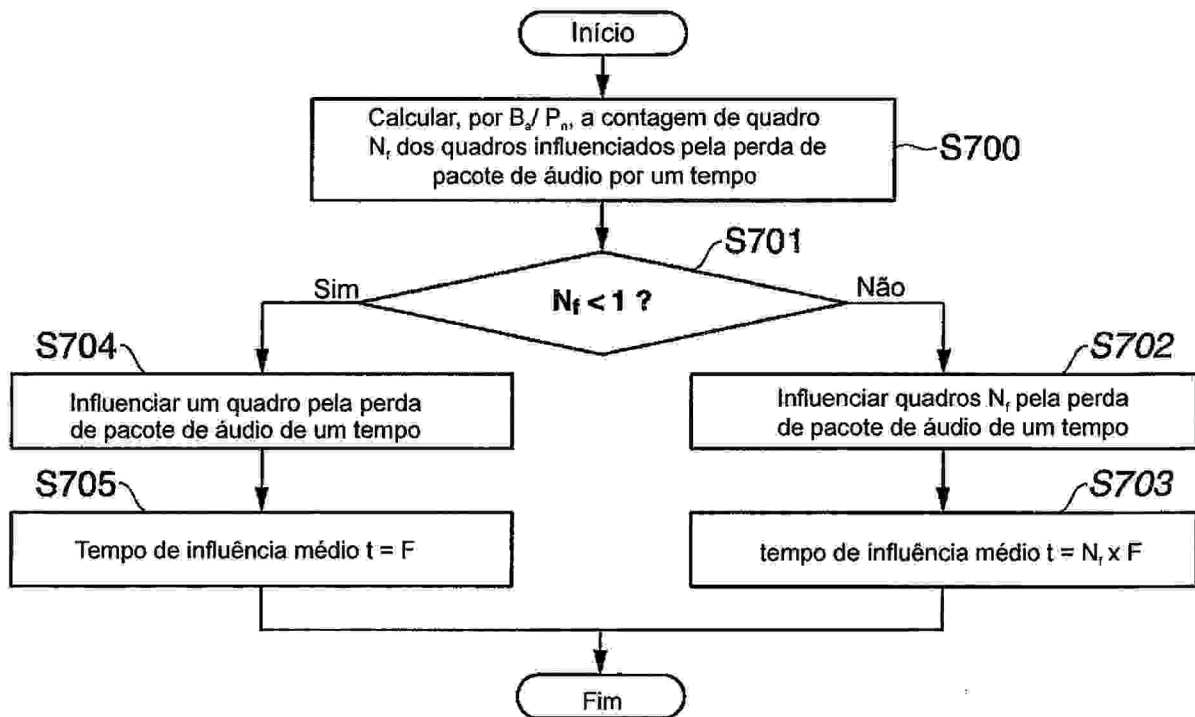 Início
Calcular, por Bₐ/ Pₙ, a contagem de quadro
Nf dos quadros influenciados pela perda de
pacote de áudio por um tempo
S700
S701
Sim
Nf < 1 ?
Não
S704
S702
Influenciar um quadro pela perda
de pacote de áudio de um tempo
Influenciar quadros Nf pela perda
de pacote de áudio de um tempo
S705
S703
Tempo de influência médio t = F
tempo de influência médio t = Nf x F
Fim